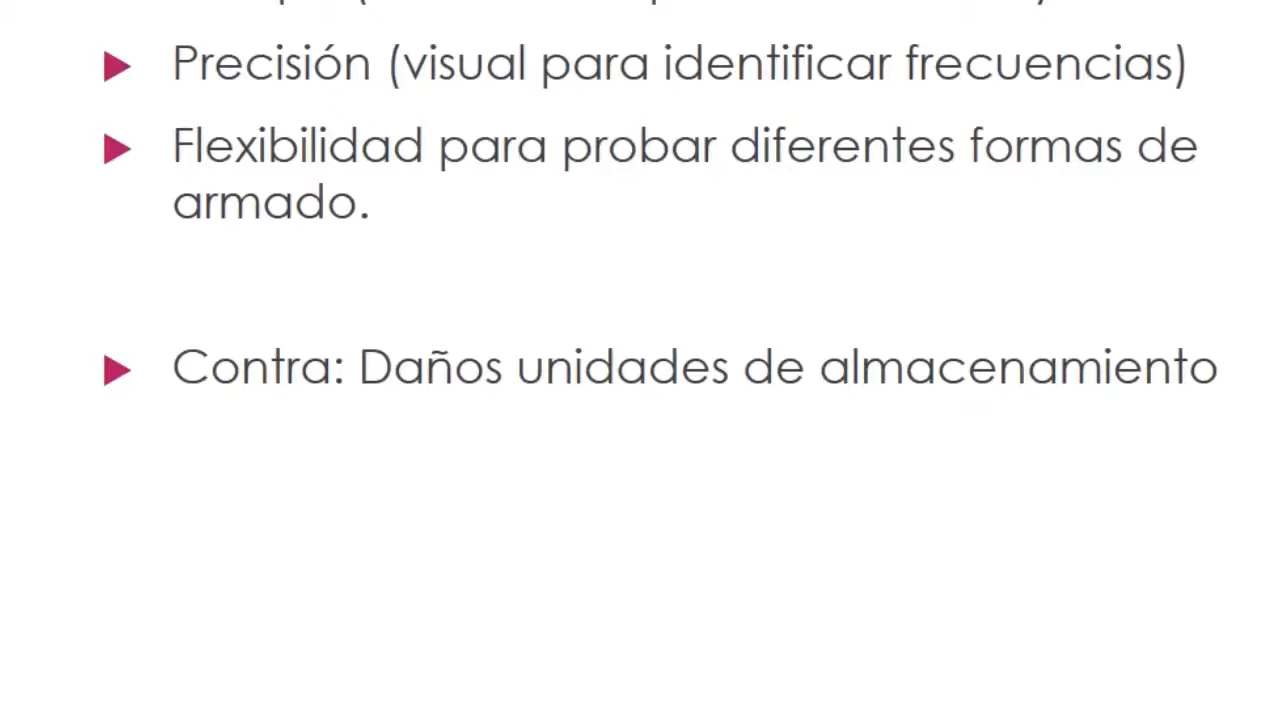 Precisión (visual para identificar frecuencias)
Flexibilidad para probar diferentes formas de
armado.
Contra: Daños unidades de almacenamiento